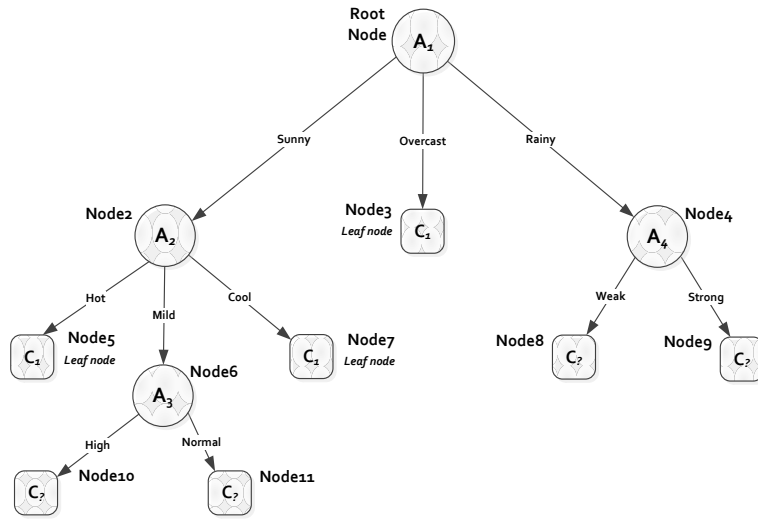 Root
Node
A₁
Sunny
Overcast
Rainy
Node2
A₂
Node3
Leaf node
C₁
Node4
A₄
Hot
Mild
Cool
Weak
Strong
C₁
Node5
Leaf node
C₁
Node7
Leaf node
Node8
C?
Node9
C?
Node6
A₃
High
Normal
C?
Node10
C?
Node11